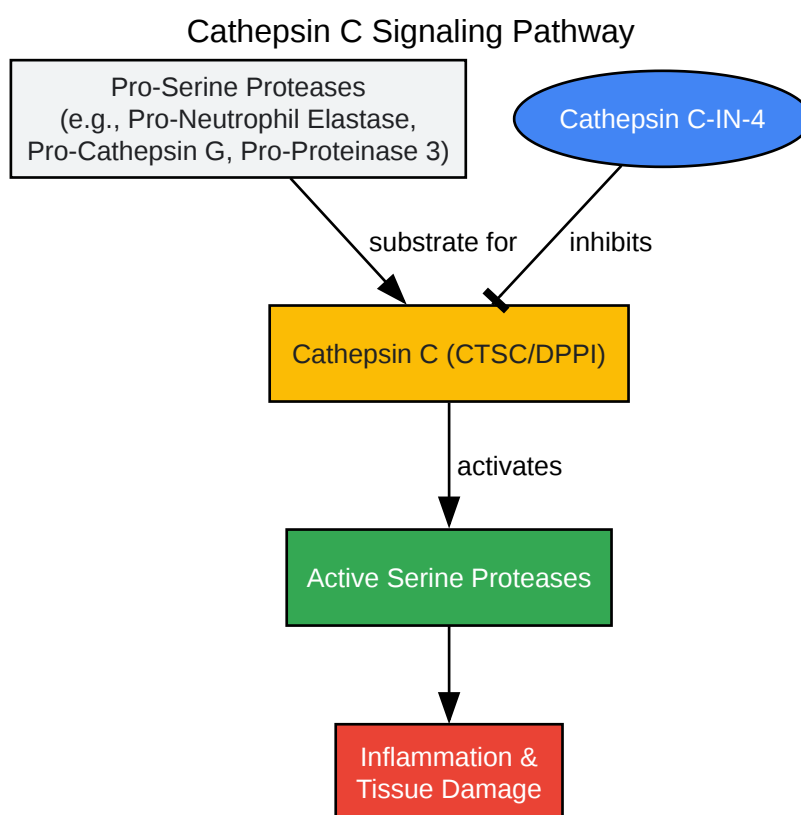 Cathepsin C Signaling Pathway
Pro-Serine Proteases
(e.g., Pro-Neutrophil Elastase,
Pro-Cathepsin G, Pro-Proteinase 3)
Cathepsin C-IN-4
substrate for
inhibits
Cathepsin C (CTSC/DPPI)
activates
Active Serine Proteases
Inflammation &
Tissue Damage